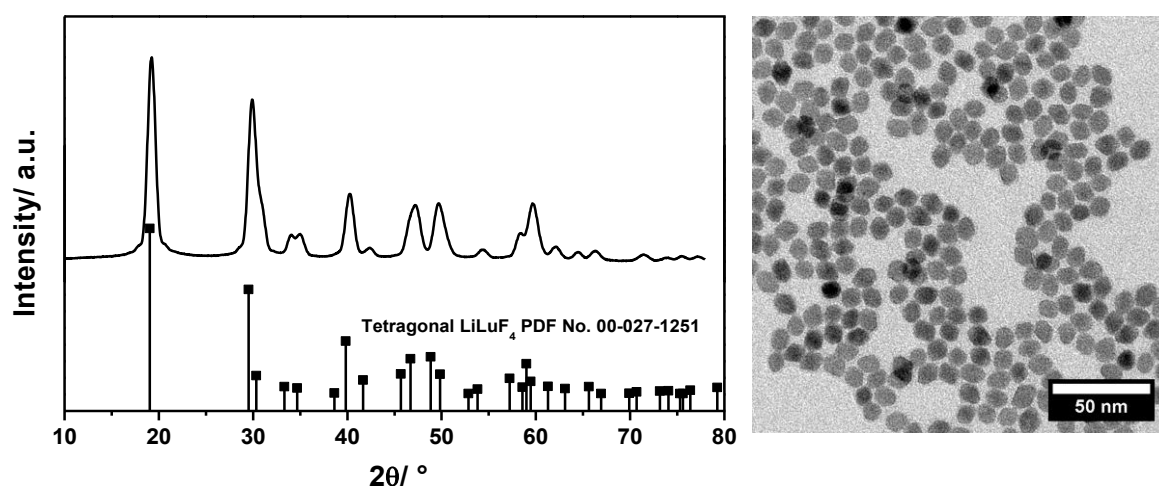 Intensity/ a.u.
Tetragonal LiLuF₄ PDF No. 00-027-1251
10 20 30 40 50 60 70 80
2θ/ °
50 nm